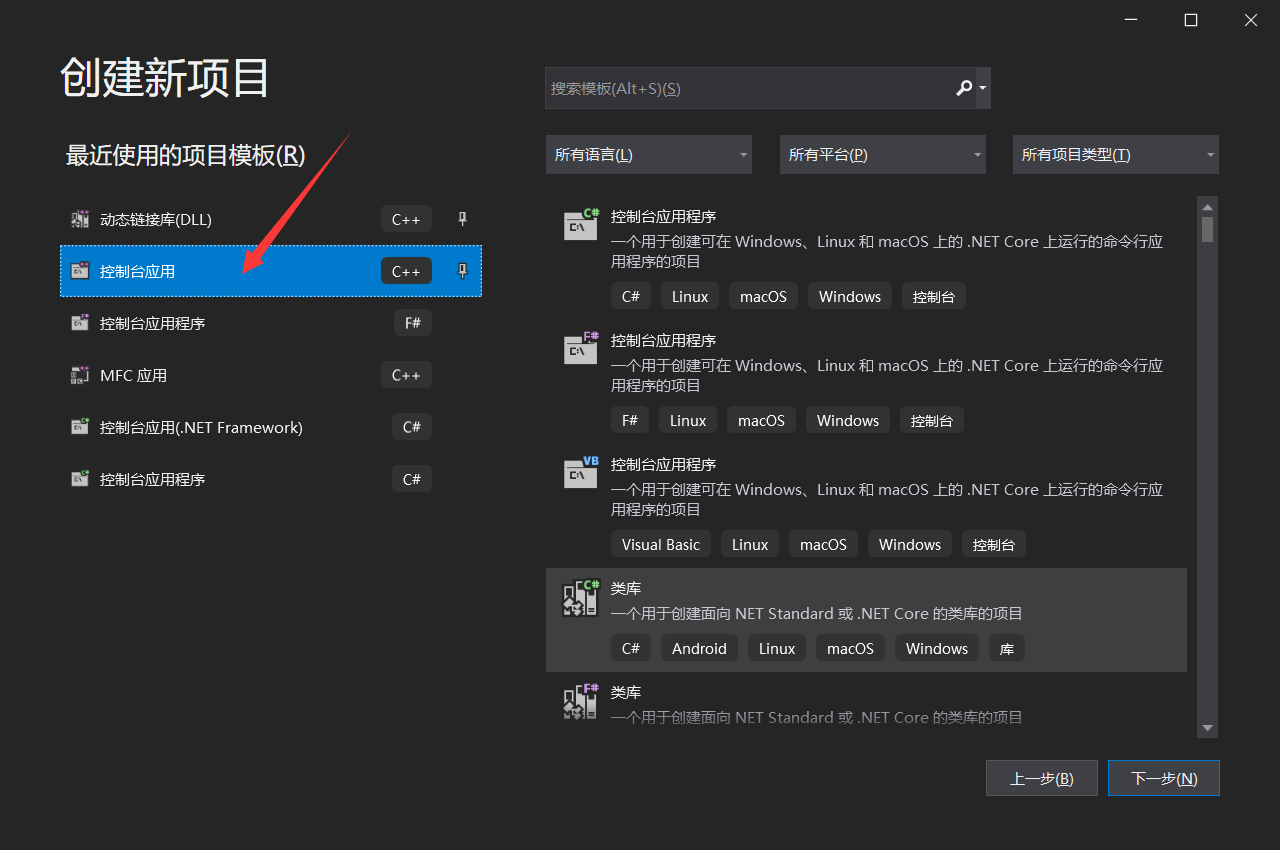 创建新项目
最近使用的项目模板(R)
动态链接库(DLL) C++
控制台应用 C++
控制台应用程序 F#
MFC 应用 C++
控制台应用(.NET Framework) C#
控制台应用程序 C#
搜索模板(Alt+S)(S)
所有语言(L) 所有平台(P) 所有项目类型(T)
控制台应用程序
一个用于创建可在 Windows、Linux 和 macOS 上的 .NET Core 上运行的命令行应
用程序的项目
C# Linux macOS Windows 控制台
控制台应用程序
一个用于创建可在 Windows、Linux 和 macOS 上的 .NET Core 上运行的命令行应
用程序的项目
F# Linux macOS Windows 控制台
控制台应用程序
一个用于创建可在 Windows、Linux 和 macOS 上的 .NET Core 上运行的命令行应
用程序的项目
Visual Basic Linux macOS Windows 控制台
类库
一个用于创建面向 NET Standard 或 .NET Core 的类库的项目
C# Android Linux macOS Windows 库
类库
一个用于创建面向 NET Standard 或 .NET Core 的类库的项目
上一步(B) 下一步(N)